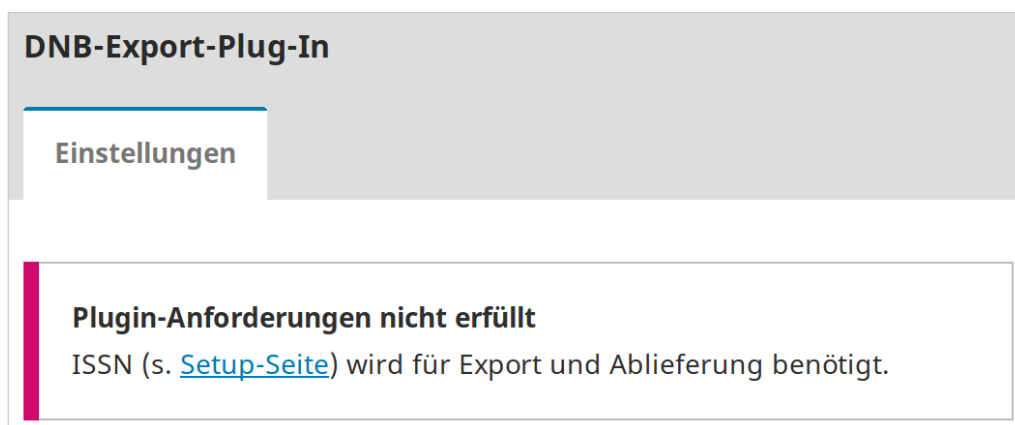 DNB-Export-Plug-In
Einstellungen
Plugin-Anforderungen nicht erfüllt
ISSN (s. Setup-Seite) wird für Export und Ablieferung benötigt.